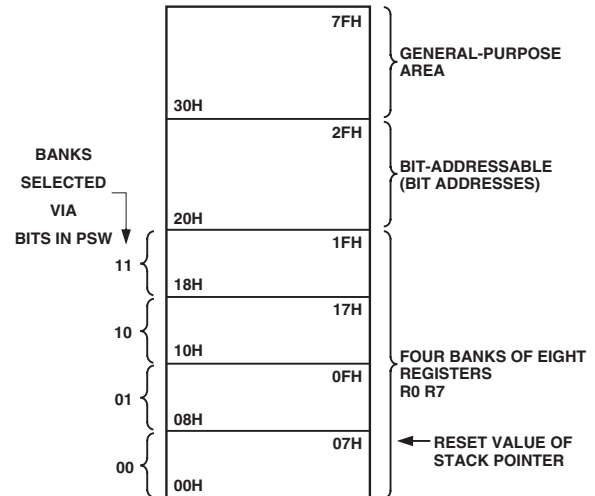 7FH
GENERAL-PURPOSE
AREA
30H
2FH
BANKS
SELECTED
VIA
BITS IN PSW
BIT-ADDRESSABLE
(BIT ADDRESSES)
20H
1FH
11
18H
17H
10
10H
FOUR BANKS OF EIGHT
REGISTERS
R0 R7
0FH
01
08H
07H
RESET VALUE OF
STACK POINTER
00
00H